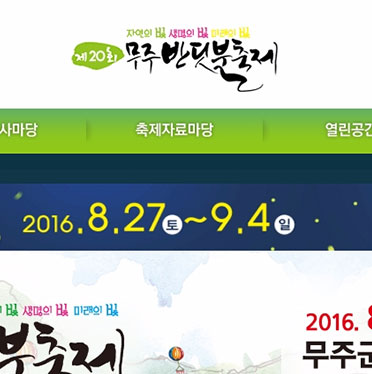 자연의 빛 생명의 빛 미래의 빛
제20회 무주 반딧불축제
사마당 축제자료마당 열린공간
2016.8.27토~9.4일
빛 생명의 빛 미래의 빛
불축제
2016.
무주군